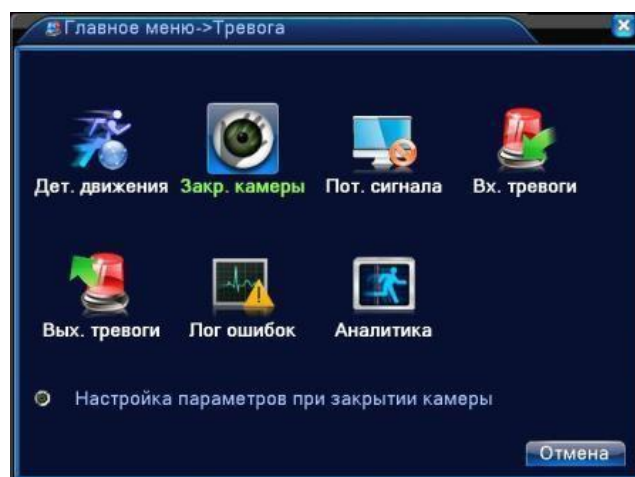 Главное меню->Тревога
Дет. движения Закр. камеры Пот. сигнала Вх. тревоги
Вых. тревоги Лог ошибок Аналитика
Настройка параметров при закрытии камеры
Отмена